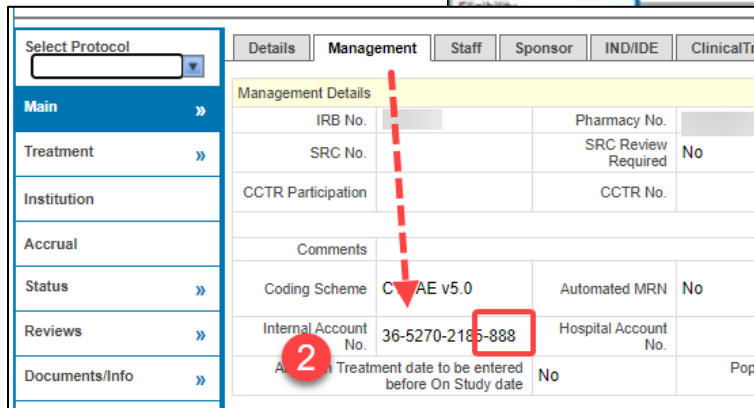 Select Protocol
Details Management Staff Sponsor IND/IDE ClinicalTr
Management Details
Main »
IRB No. Pharmacy No.
Treatment »
SRC No. SRC Review Required No
Institution
CCTR Participation CCTR No.
Accrual
Comments
Status »
Coding Scheme AE v5.0 Automated MRN No
Reviews »
Internal Account No. 36-5270-2185-888 Hospital Account No.
2
Documents/Info »
Treatment date to be entered before On Study date No Pop